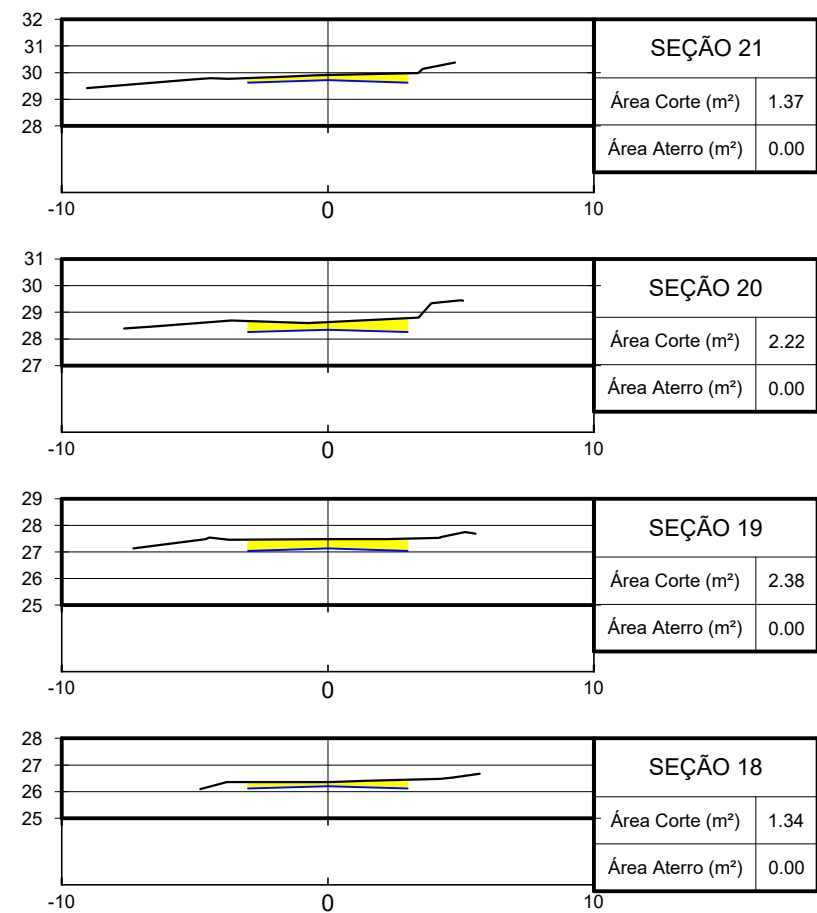 32
31
30
29
28
-10
0
10
SEÇÃO 21
Área Corte (m²) 1.37
Área Aterro (m²) 0.00
31
30
29
28
27
-10
0
10
SEÇÃO 20
Área Corte (m²) 2.22
Área Aterro (m²) 0.00
29
28
27
26
25
-10
0
10
SEÇÃO 19
Área Corte (m²) 2.38
Área Aterro (m²) 0.00
28
27
26
25
-10
0
10
SEÇÃO 18
Área Corte (m²) 1.34
Área Aterro (m²) 0.00